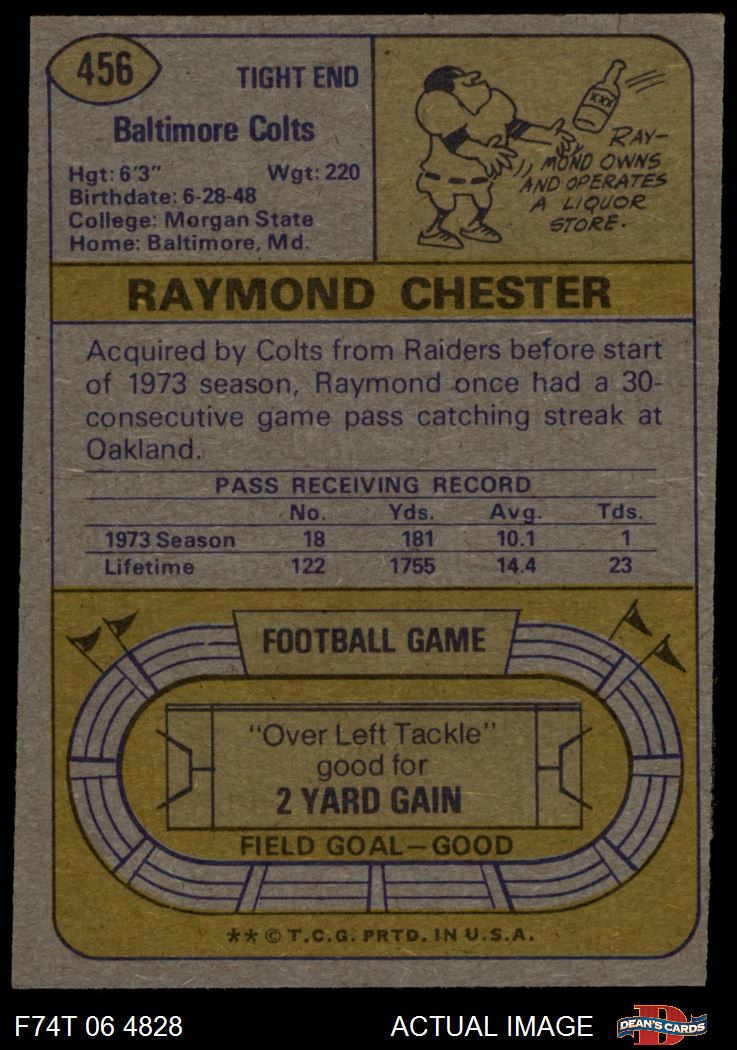 456
TIGHT END
Baltimore Colts
Hgt: 6'3" Wgt: 220
Birthdate: 6-28-48
College: Morgan State
Home: Baltimore, Md.
XXX
RAY-
MOND OWNS
AND OPERATES
A LIQUOR
STORE.
RAYMOND CHESTER
Acquired by Colts from Raiders before start
of 1973 season, Raymond once had a 30-
consecutive game pass catching streak at
Oakland.
PASS RECEIVING RECORD
No. Yds. Avg. Tds.
1973 Season 18 181 10.1 1
Lifetime 122 1755 14.4 23
FOOTBALL GAME
"Over Left Tackle"
good for
2 YARD GAIN
FIELD GOAL—GOOD
** © T.C.G. PRTD. IN U.S.A.
F74T 06 4828 ACTUAL IMAGE
D
DEAN'S CARDS